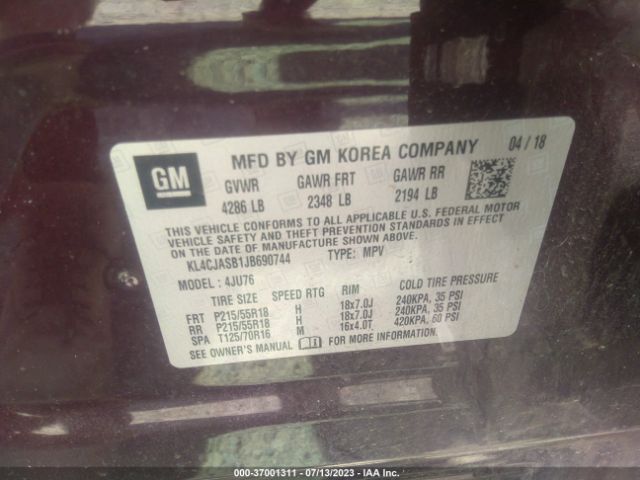 GM
MFD BY GM KOREA COMPANY 04 / 18
GVWR GAWR FRT GAWR RR
4286 LB 2348 LB 2194 LB
THIS VEHICLE CONFORMS TO ALL APPLICABLE U.S. FEDERAL MOTOR
VEHICLE SAFETY AND THEFT PREVENTION STANDARDS IN EFFECT
ON THE DATE OF MANUFACTURE SHOWN ABOVE.
KL4CJASB1JB690744 TYPE: MPV
MODEL : 4JU76
TIRE SIZE SPEED RTG RIM COLD TIRE PRESSURE
FRT P215/55R18 H 18x7.0J 240KPA, 35 PSI
RR P215/55R18 H 18x7.0J 240KPA, 35 PSI
SPA T125/70R16 M 16x4.0T 420KPA, 60 PSI
SEE OWNER'S MANUAL FOR MORE INFORMATION.
000-37001311 - 07/13/2023 - IAA Inc.